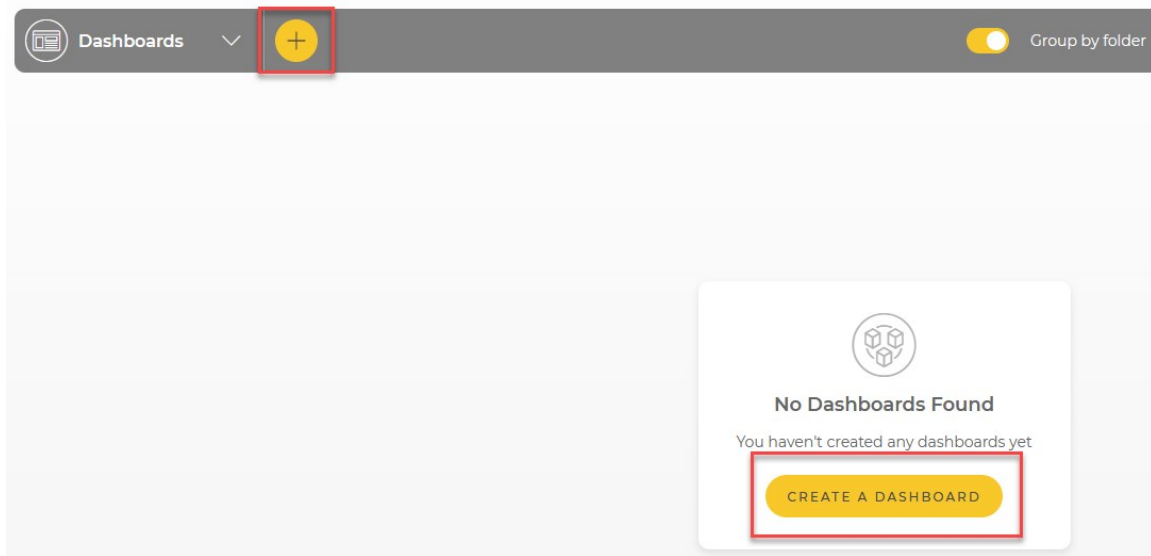 Dashboards
Group by folder
No Dashboards Found
You haven't created any dashboards yet
CREATE A DASHBOARD